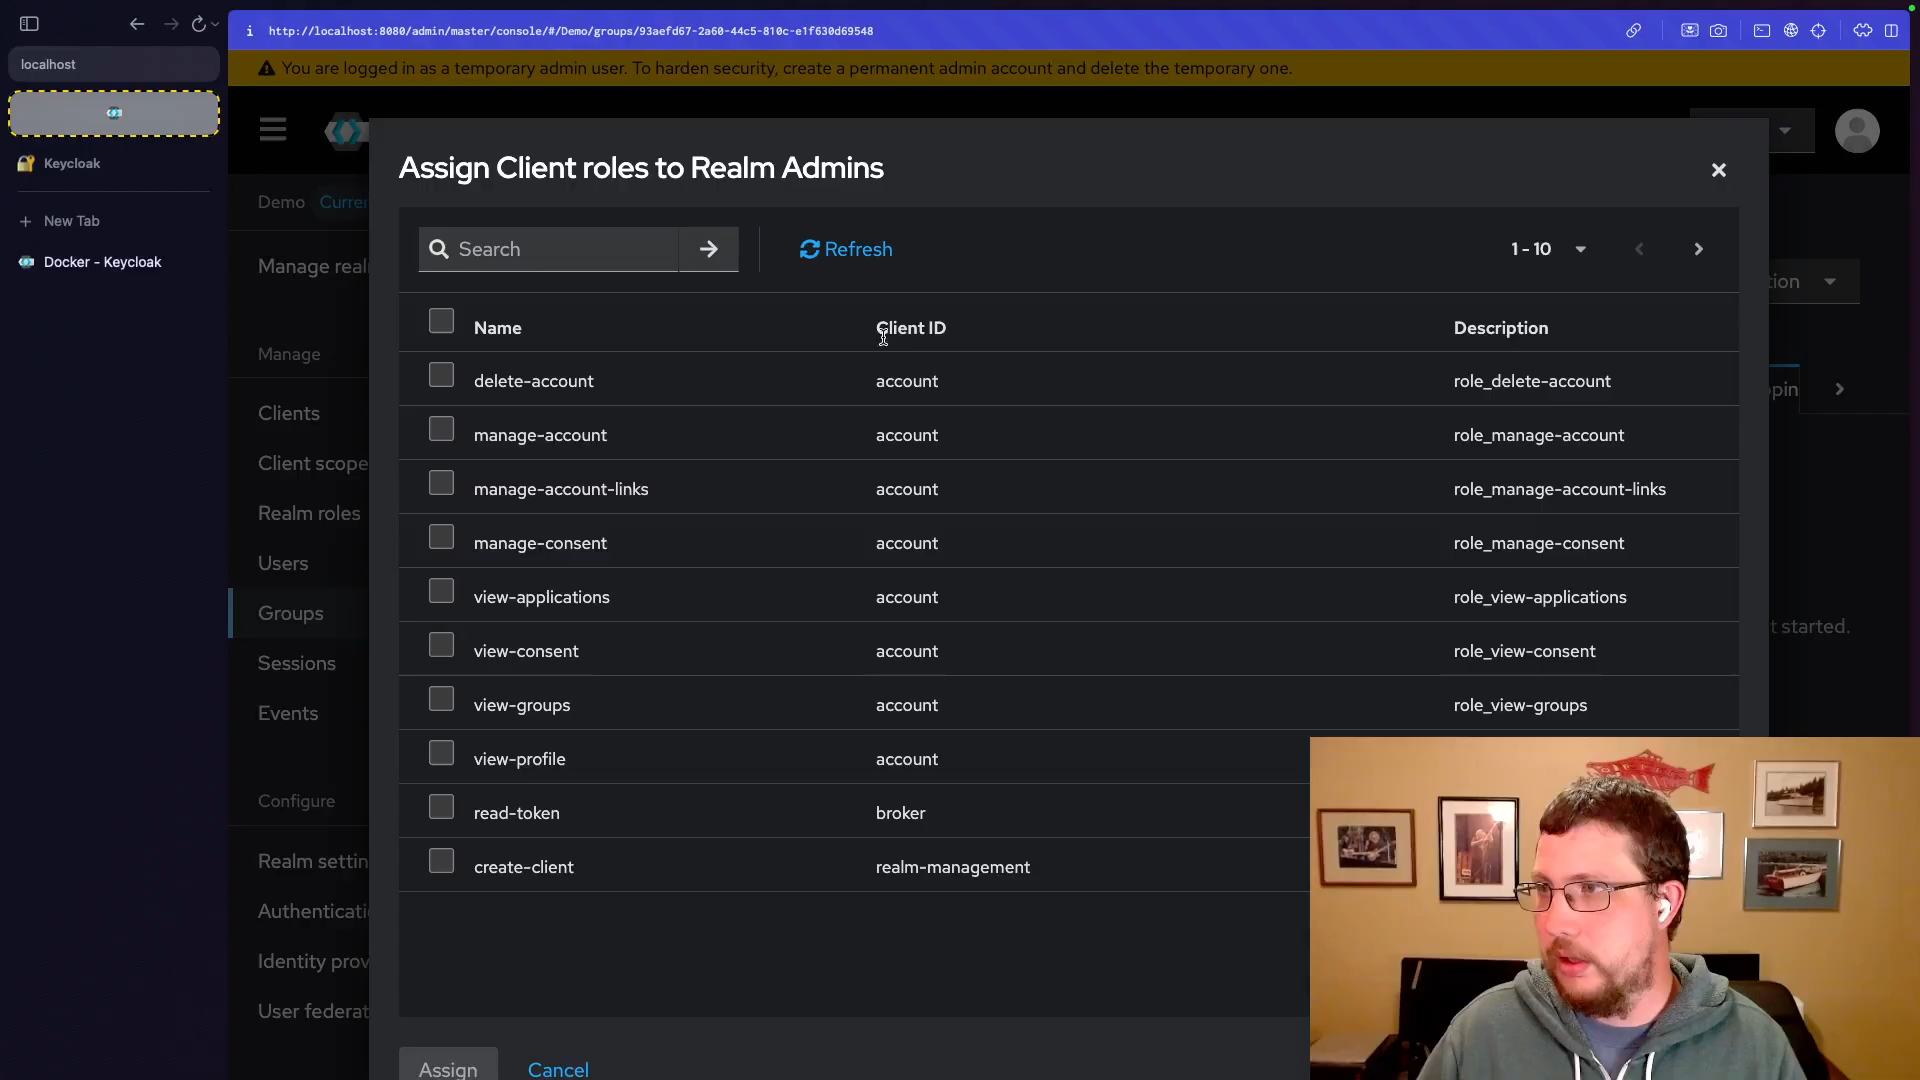 http://localhost:8080/admin/master/console/#/Demo/groups/93aefd67-2a60-44c5-810c-e1f630d69548
localhost
You are logged in as a temporary admin user. To harden security, create a permanent admin account and delete the temporary one.
Keycloak
New Tab
Docker - Keycloak
Demo Curren
Manage real
Manage
Clients
Client scope
Realm roles
Users
Groups
Sessions
Events
Configure
Realm settin
Authenticati
Identity prov
User federat
Assign Client roles to Realm Admins
Search
Refresh
1 - 10
Name Client ID Description
delete-account account role_delete-account
manage-account account role_manage-account
manage-account-links account role_manage-account-links
manage-consent account role_manage-consent
view-applications account role_view-applications
view-consent account role_view-consent
view-groups account role_view-groups
view-profile account
read-token broker
create-client realm-management
Assign Cancel
tion
pin
t started.